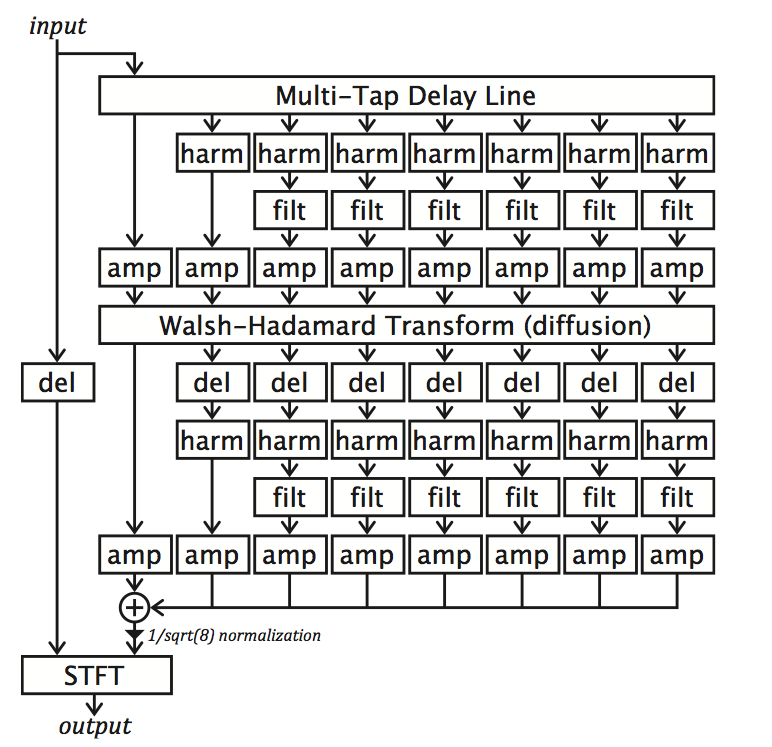 input
Multi-Tap Delay Line
harm harm harm harm harm harm harm
filt filt filt filt filt filt
amp amp amp amp amp amp amp amp
Walsh-Hadamard Transform (diffusion)
del del del del del del del del
harm harm harm harm harm harm harm
filt filt filt filt filt filt
amp amp amp amp amp amp amp amp
+
1/sqrt(8) normalization
STFT
output